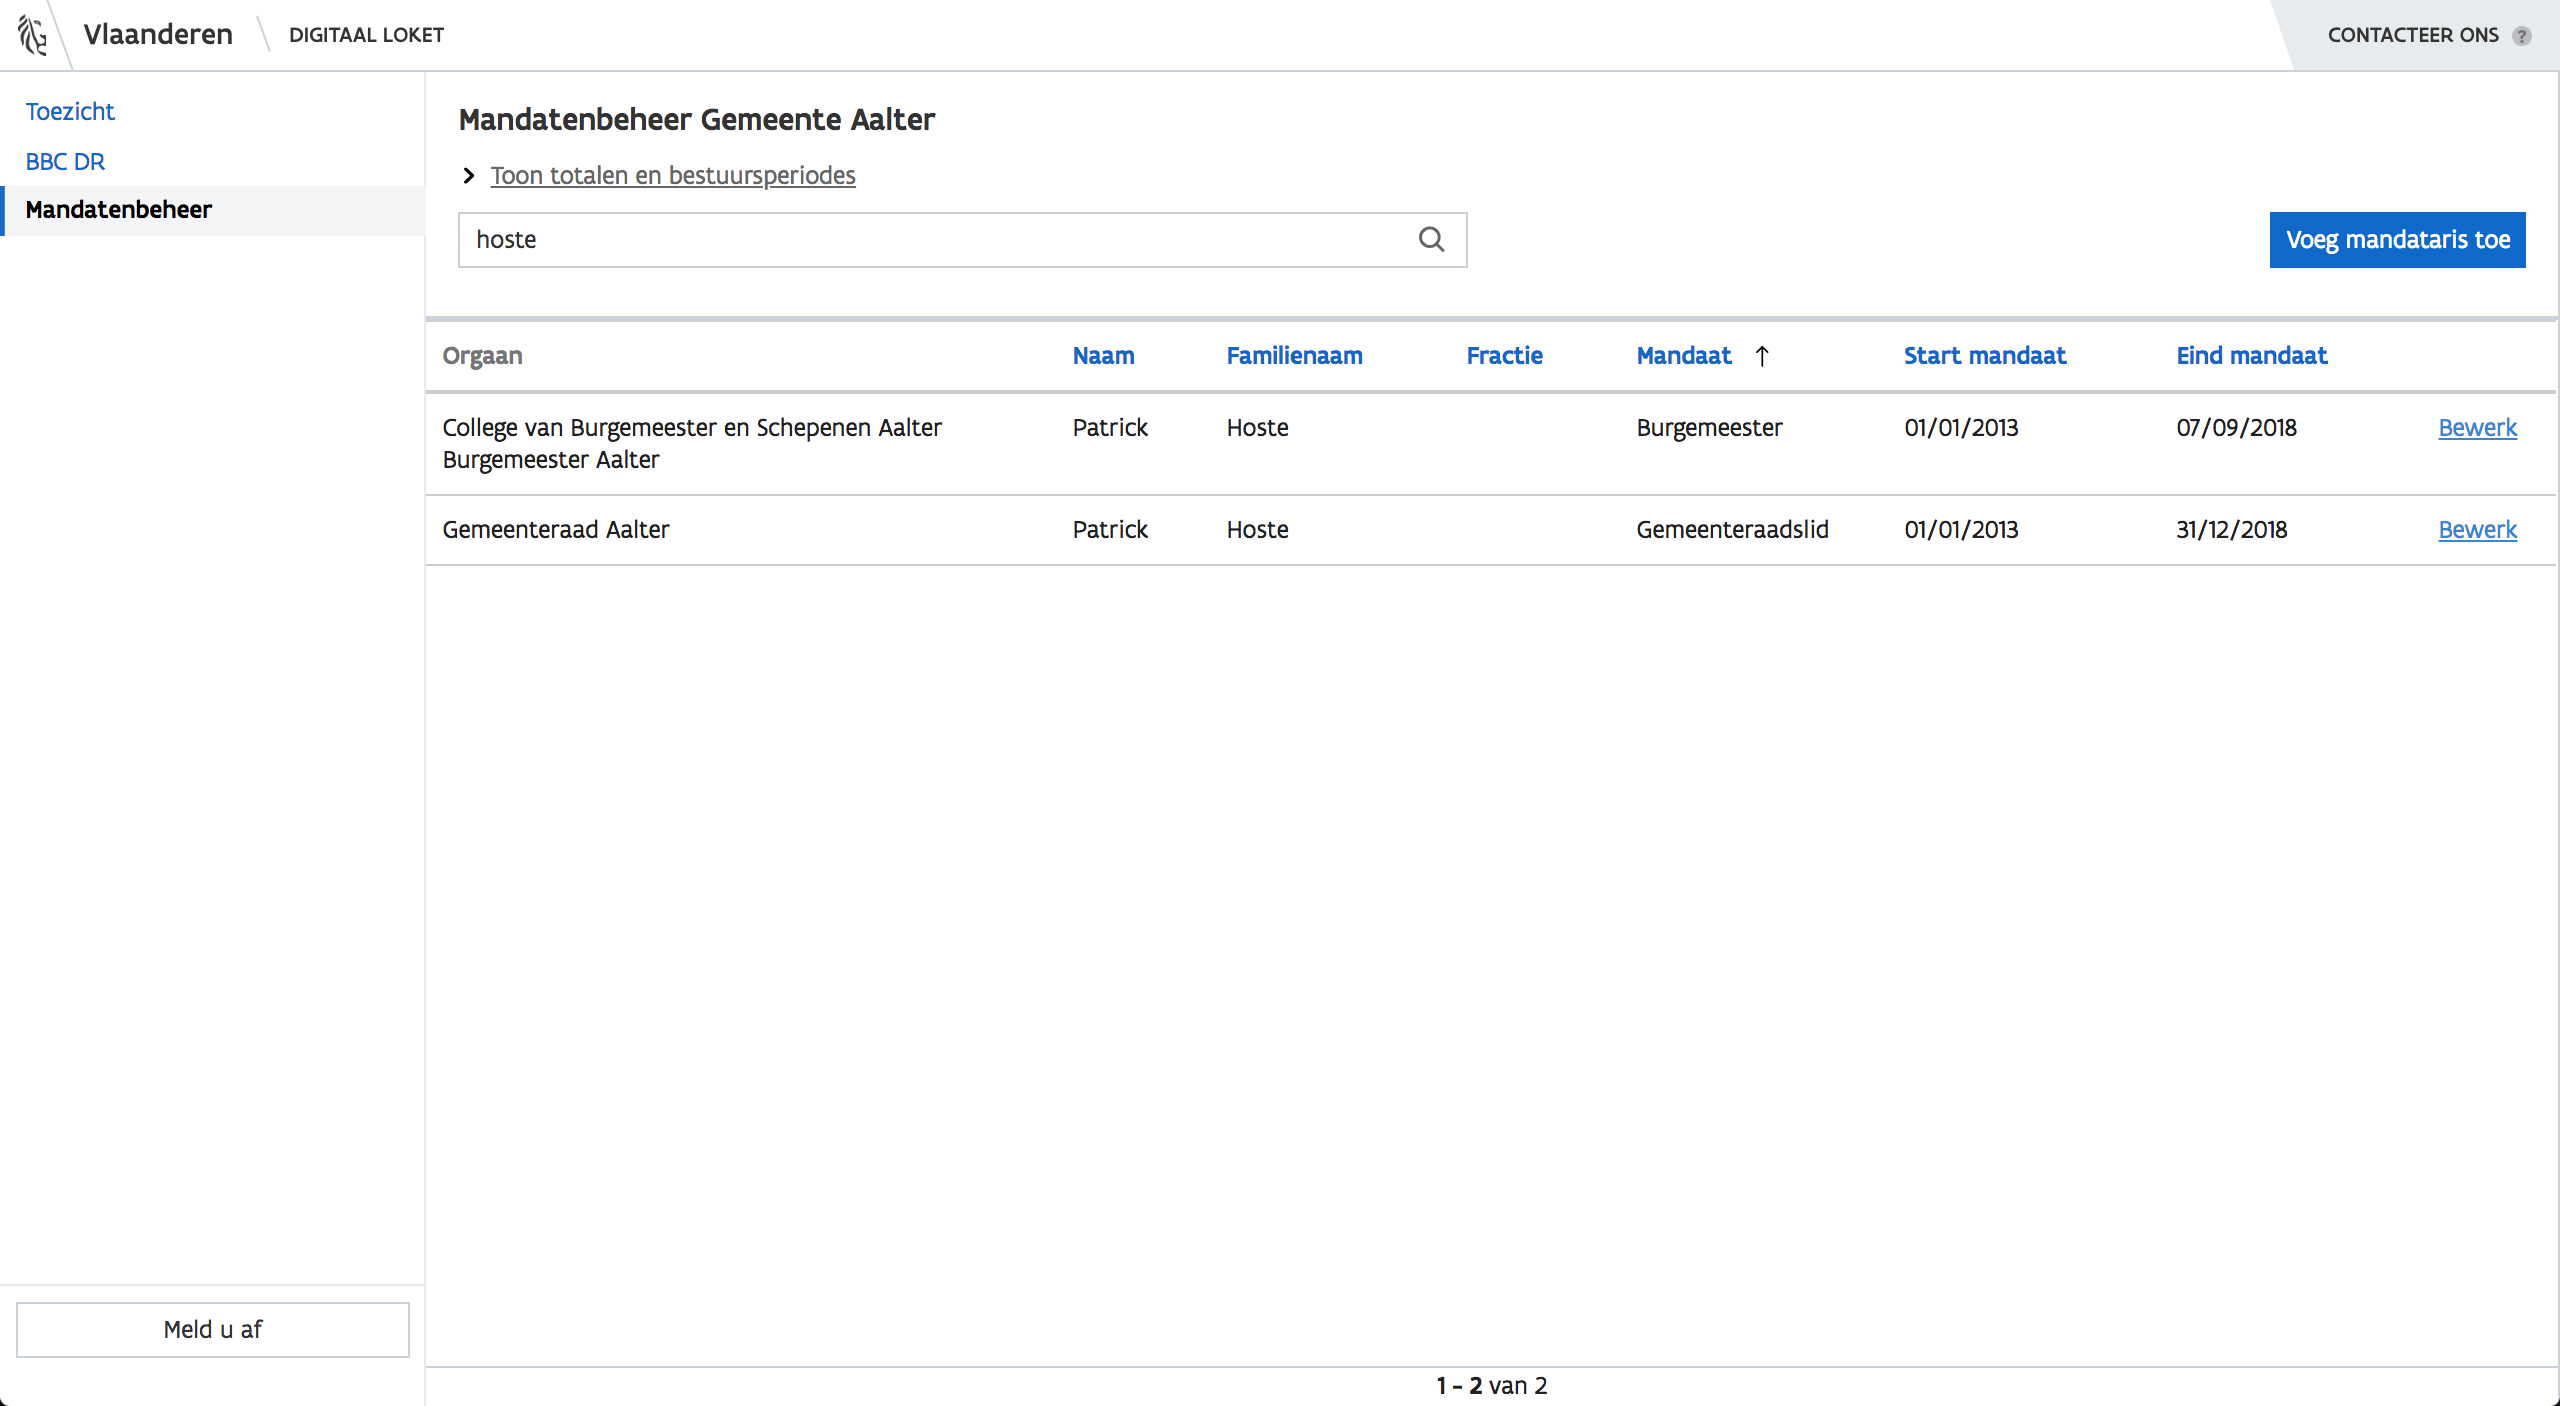 Vlaanderen
DIGITAAL LOKET
CONTACTEER ONS ?
Toezicht
BBC DR
Mandatenbeheer
Mandatenbeheer Gemeente Aalter
Toon totalen en bestuursperiodes
hoste
Voeg mandataris toe
Orgaan Naam Familienaam Fractie Mandaat ↑ Start mandaat Eind mandaat
College van Burgemeester en Schepenen Aalter Patrick Hoste Burgemeester 01/01/2013 07/09/2018 Bewerk
Burgemeester Aalter
Gemeenteraad Aalter Patrick Hoste Gemeenteraadslid 01/01/2013 31/12/2018 Bewerk
Meld u af
1 - 2 van 2